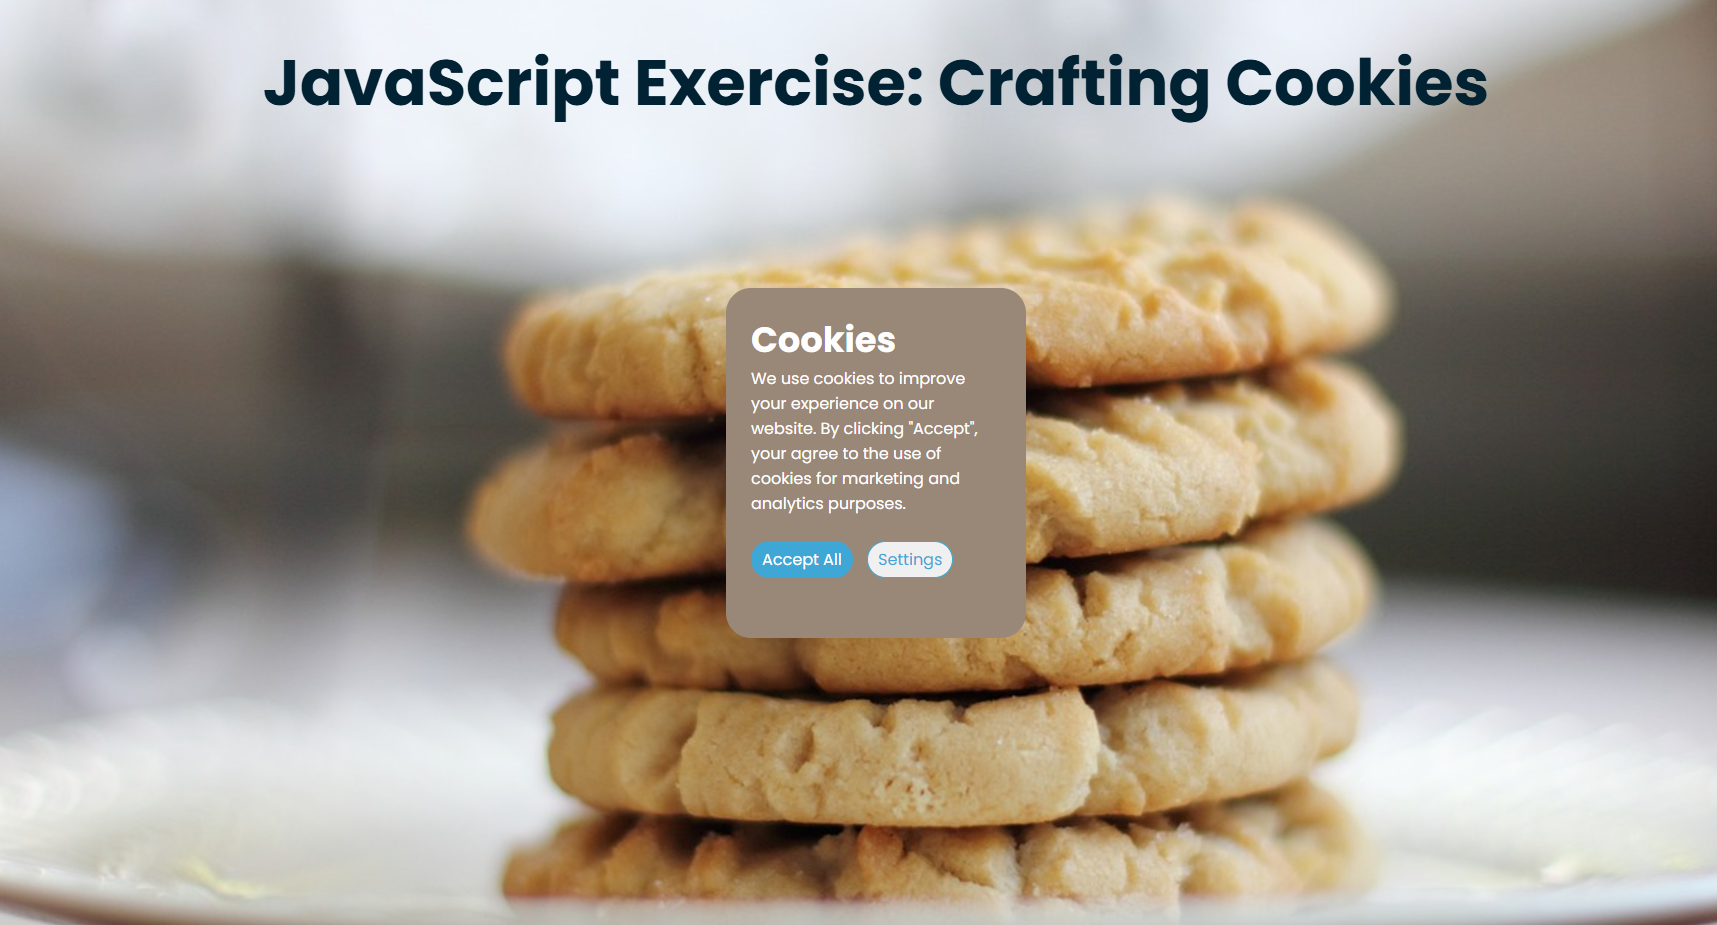 JavaScript Exercise: Crafting Cookies
Cookies
We use cookies to improve
your experience on our
website. By clicking "Accept",
your agree to the use of
cookies for marketing and
analytics purposes.
Accept All
Settings